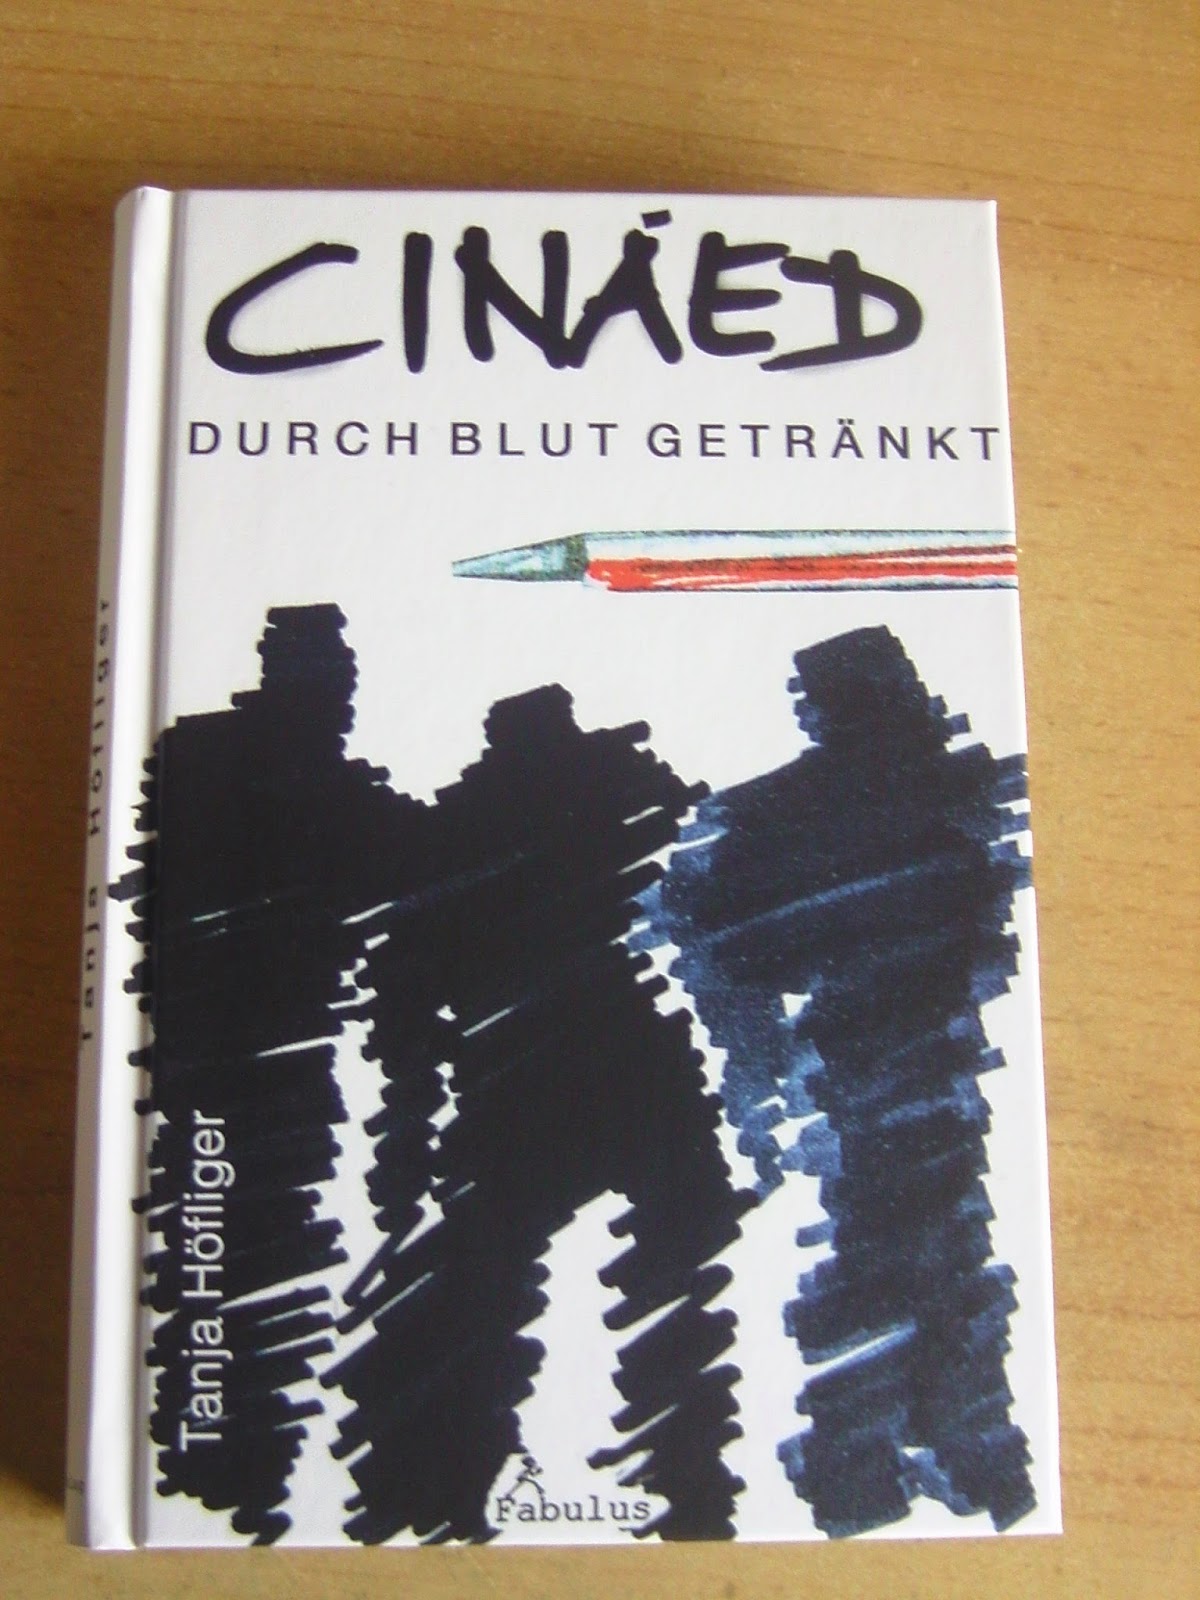 CINÁED
DURCH BLUT GETRÄNKT
Tanja Höfliger
Tanja Höfliger
Fabulus